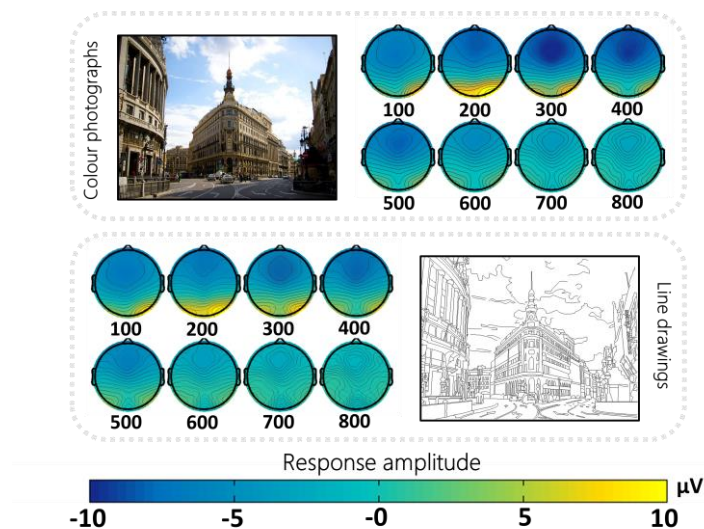 Colour photographs
100 200 300 400
500 600 700 800
100 200 300 400
500 600 700 800
Line drawings
Response amplitude
μV
-10 -5 -0 5 10